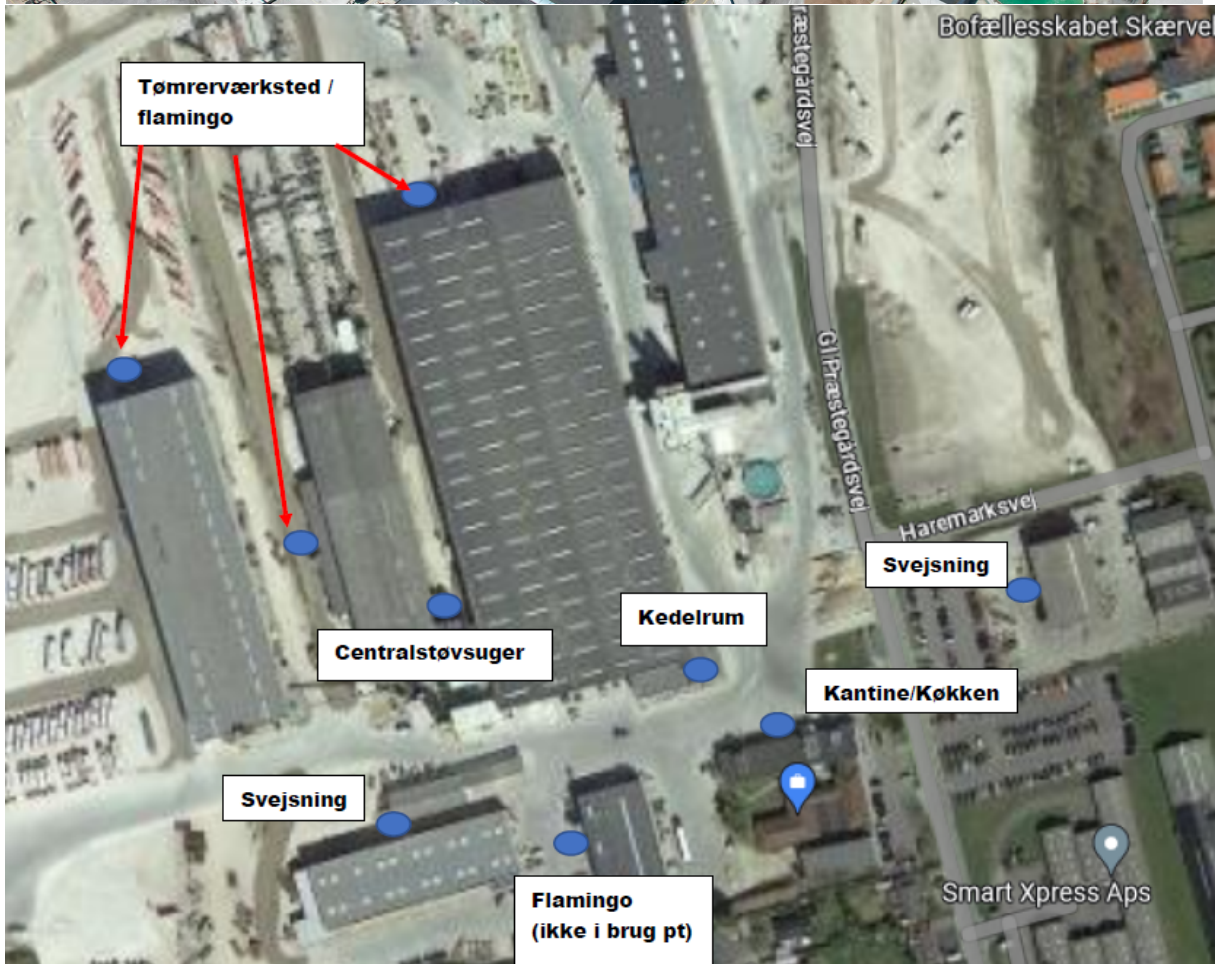 Bofællesskabet Skærvel
Tømrerværksted /
flamingo
ræstegårdsvej
Gl Præstegårdsvej
Haremarksvej
Svejsning
Kedelrum
Centralstøvsuger
Kantine/Køkken
Svejsning
Smart Xpress Aps
Flamingo
(ikke i brug pt)